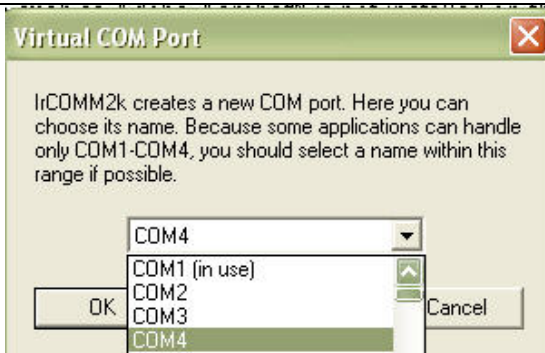 Virtual COM Port
IrCOMM2k creates a new COM port. Here you can
choose its name. Because some applications can handle
only COM1-COM4, you should select a name within this
range if possible.
COM4
COM1 (in use)
COM2
OK
Cancel
COM3
COM4